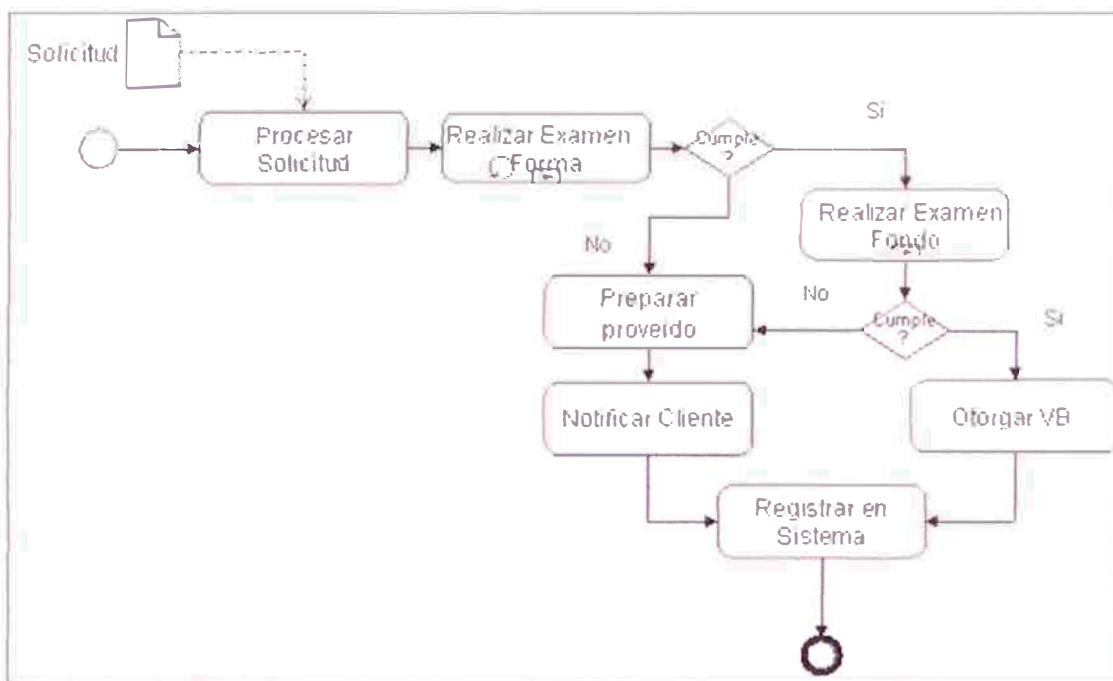 Solicitud
Procesar
Solicitud
Realizar Examen
Forma
Cumple
?
Si
No
Realizar Examen
Fondo
Cumple
?
No
Si
Preparar
proveido
Notificar Cliente
Otorgar VB
Registrar en
Sistema